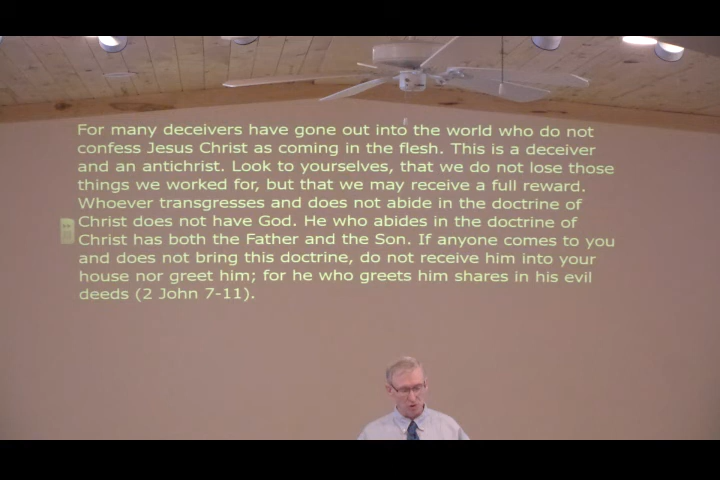 For many deceivers have gone out into the world who do not
confess Jesus Christ as coming in the flesh. This is a deceiver
and an antichrist. Look to yourselves, that we do not lose those
things we worked for, but that we may receive a full reward.
Whoever transgresses and does not abide in the doctrine of
Christ does not have God. He who abides in the doctrine of
Christ has both the Father and the Son. If anyone comes to you
and does not bring this doctrine, do not receive him into your
house nor greet him; for he who greets him shares in his evil
deeds (2 John 7-11).